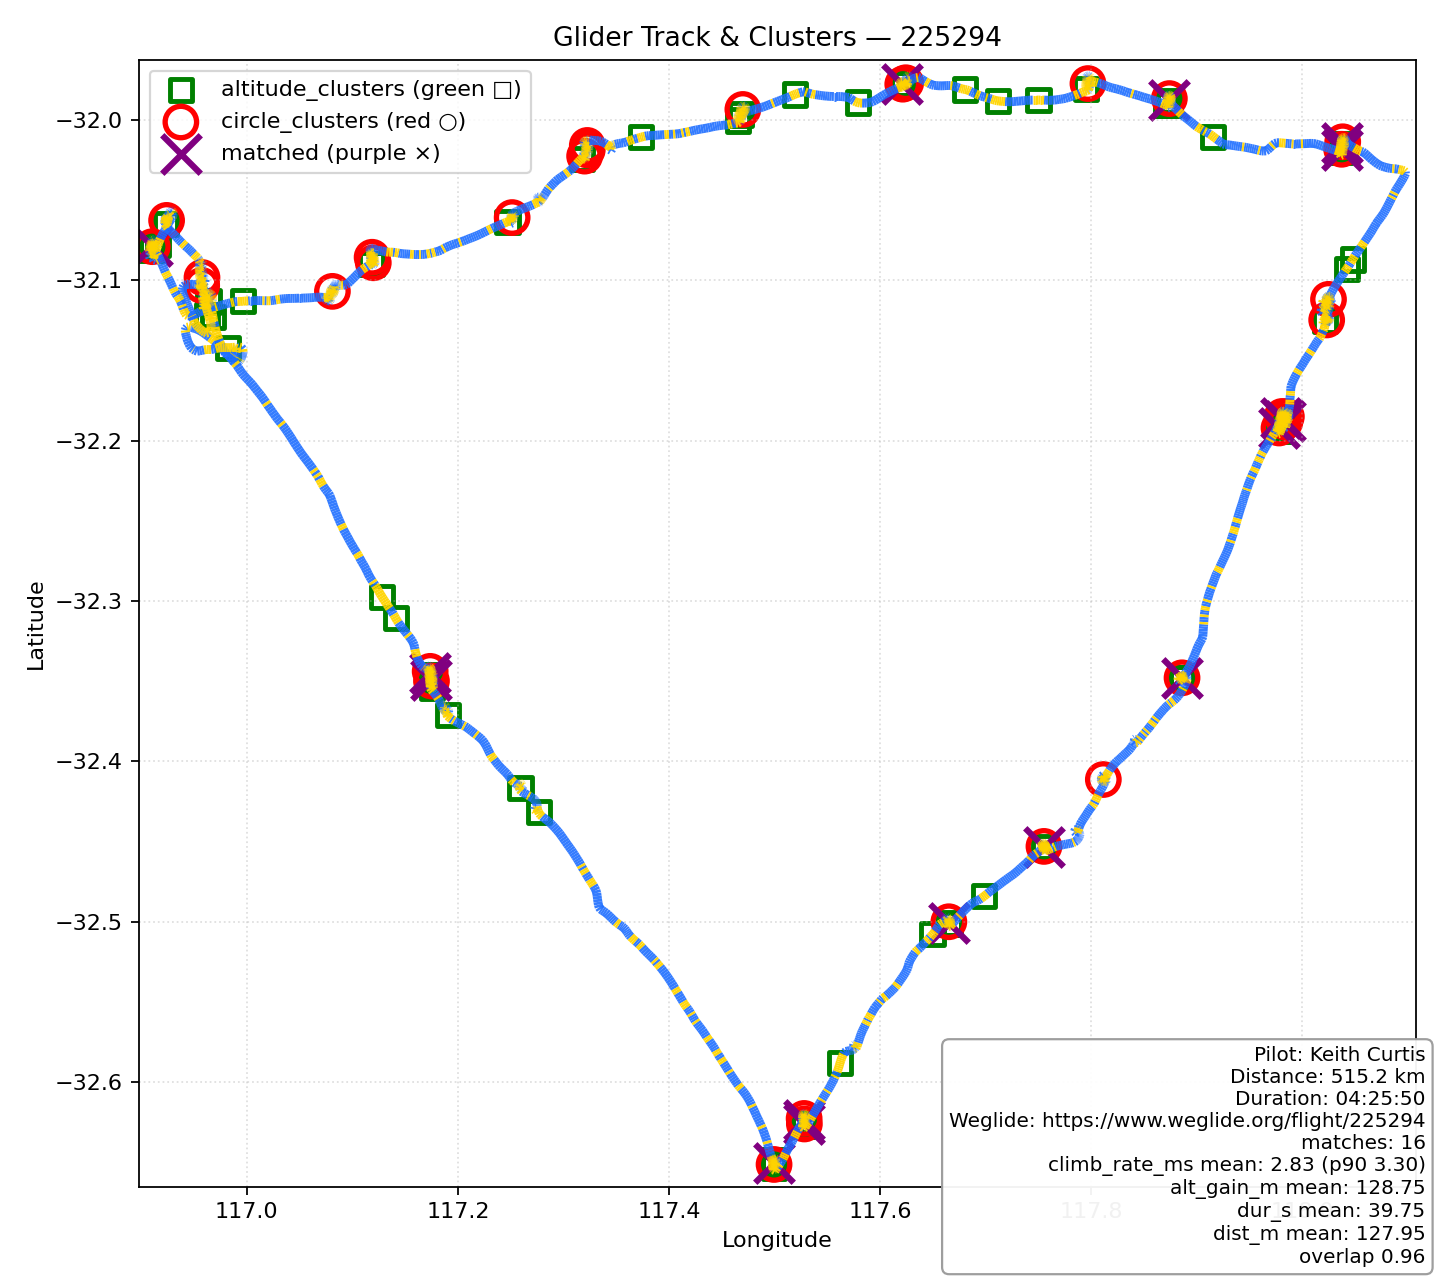 Glider Track & Clusters — 225294
altitude_clusters (green □)
circle_clusters (red ○)
matched (purple ×)
−32.0
−32.1
−32.2
−32.3
−32.4
−32.5
−32.6
Latitude
117.0
117.2
117.4
117.6
117.8
Longitude
Pilot: Keith Curtis
Distance: 515.2 km
Duration: 04:25:50
Weglide: https://www.weglide.org/flight/225294
matches: 16
climb_rate_ms mean: 2.83 (p90 3.30)
alt_gain_m mean: 128.75
dur_s mean: 39.75
dist_m mean: 127.95
overlap 0.96